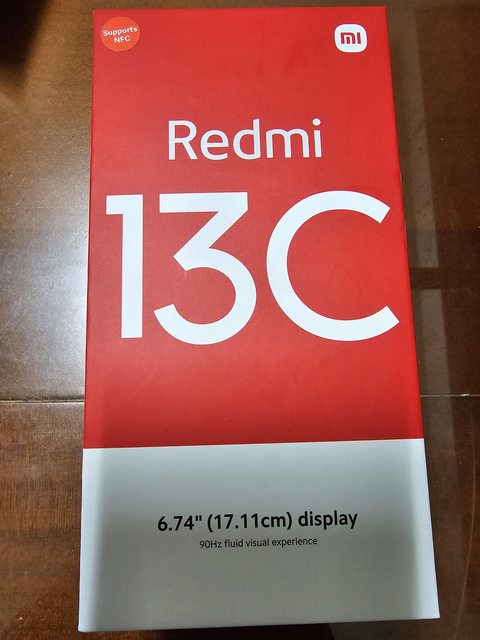 Supports
NFC
mi
Redmi
13C
6.74" (17.11cm) display
90Hz fluid visual experience